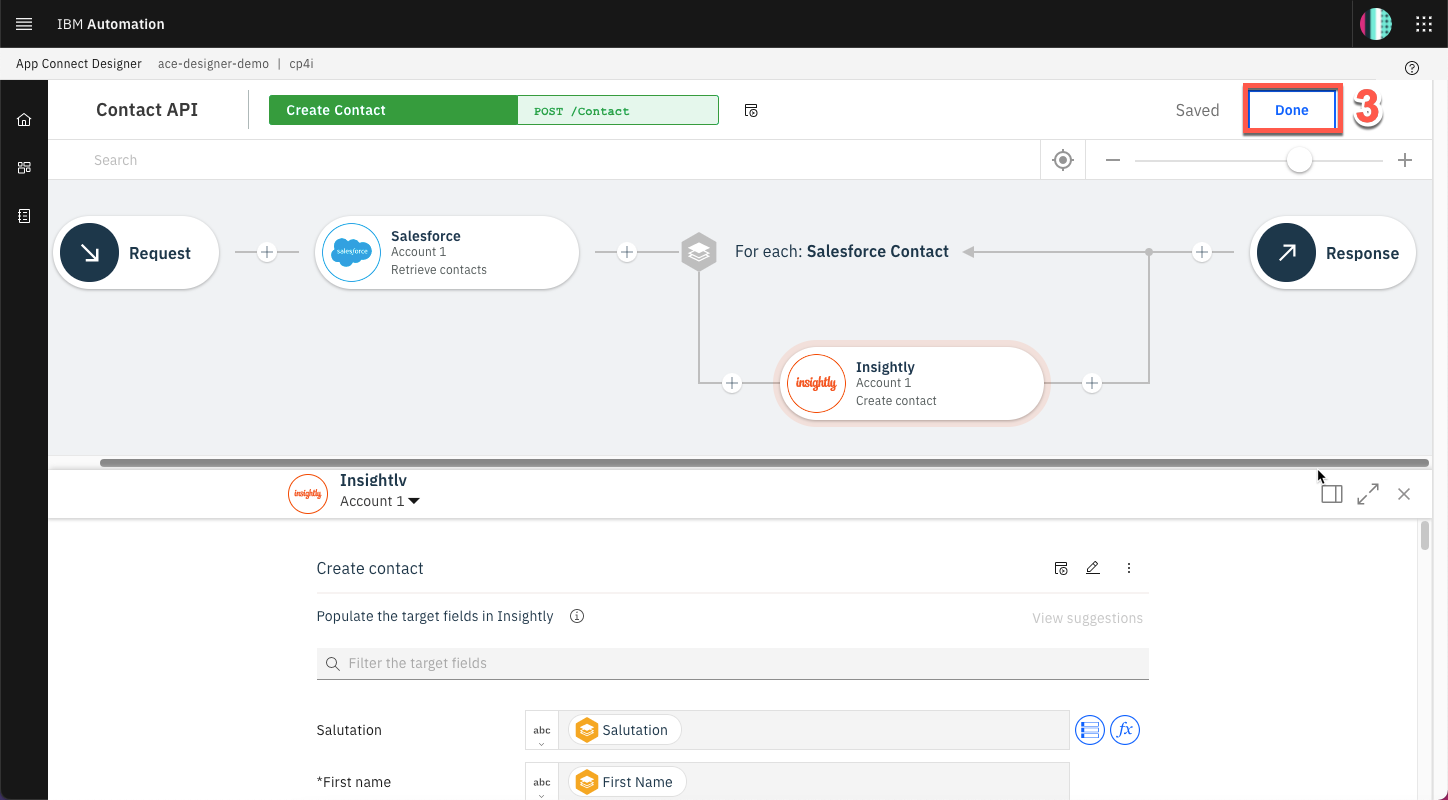 IBM Automation
App Connect Designer ace-designer-demo | cp4i
Contact API
Create Contact
POST /Contact
Saved
Done
3
Search
Request
salesforce
Salesforce
Account 1
Retrieve contacts
For each: Salesforce Contact
Response
insightly
Insightly
Account 1
Create contact
insightly
Insightly
Account 1
Create contact
Populate the target fields in Insightly
View suggestions
Filter the target fields
Salutation
abc
Salutation
fx
*First name
abc
First Name